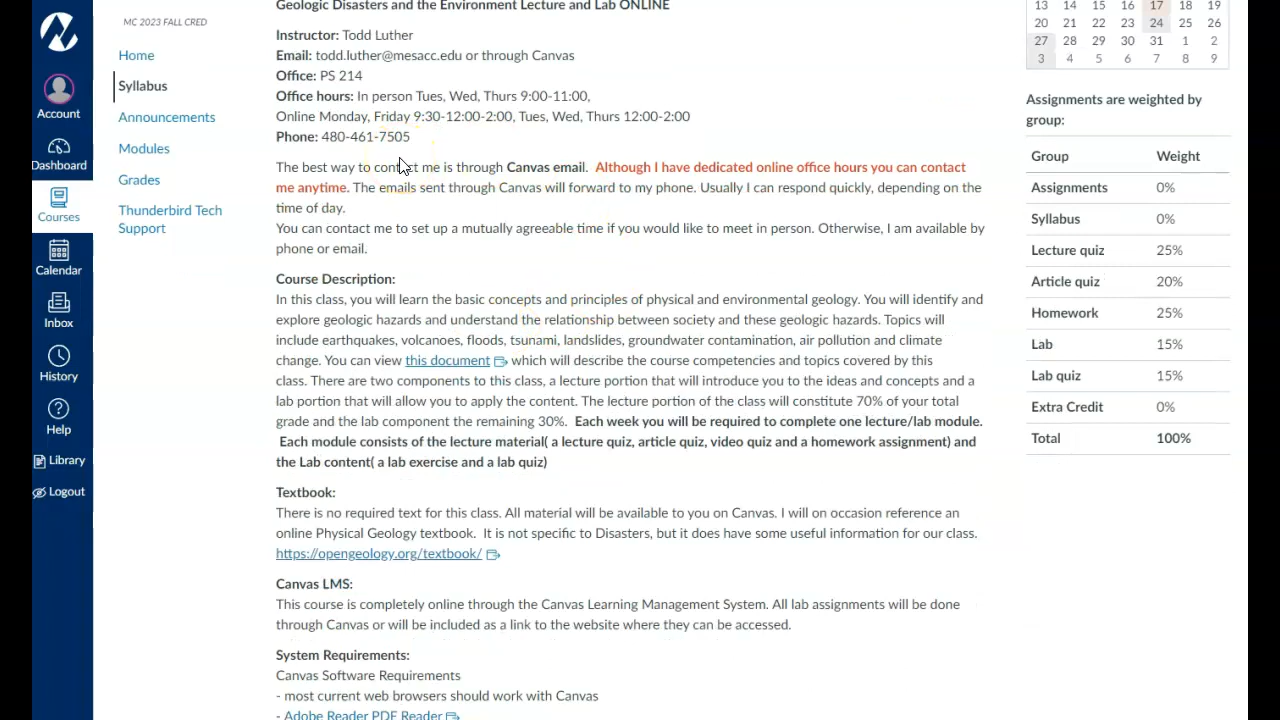 MC 2023 FALL CRED
Account
Dashboard
Courses
Calendar
Inbox
History
Help
Library
Logout
Home
Syllabus
Announcements
Modules
Grades
Thunderbird Tech
Support
Geologic Disasters and the Environment Lecture and Lab ONLINE
Instructor: Todd Luther
Email: todd.luther@mesacc.edu or through Canvas
Office: PS 214
Office hours: In person Tues, Wed, Thurs 9:00-11:00,
Online Monday, Friday 9:30-12:00-2:00, Tues, Wed, Thurs 12:00-2:00
Phone: 480-461-7505
The best way to contact me is through Canvas email. Although I have dedicated online office hours you can contact
me anytime. The emails sent through Canvas will forward to my phone. Usually I can respond quickly, depending on the
time of day.
You can contact me to set up a mutually agreeable time if you would like to meet in person. Otherwise, I am available by
phone or email.
Course Description:
In this class, you will learn the basic concepts and principles of physical and environmental geology. You will identify and
explore geologic hazards and understand the relationship between society and these geologic hazards. Topics will
include earthquakes, volcanoes, floods, tsunami, landslides, groundwater contamination, air pollution and climate
change. You can view this document which will describe the course competencies and topics covered by this
class. There are two components to this class, a lecture portion that will introduce you to the ideas and concepts and a
lab portion that will allow you to apply the content. The lecture portion of the class will constitute 70% of your total
grade and the lab component the remaining 30%. Each week you will be required to complete one lecture/lab module.
Each module consists of the lecture material( a lecture quiz, article quiz, video quiz and a homework assignment) and
the Lab content( a lab exercise and a lab quiz)
Textbook:
There is no required text for this class. All material will be available to you on Canvas. I will on occasion reference an
online Physical Geology textbook. It is not specific to Disasters, but it does have some useful information for our class.
https://opengeology.org/textbook/
Canvas LMS:
This course is completely online through the Canvas Learning Management System. All lab assignments will be done
through Canvas or will be included as a link to the website where they can be accessed.
System Requirements:
Canvas Software Requirements
- most current web browsers should work with Canvas
- Adobe Reader PDF Reader
13 14 15 16 17 18 19
20 21 22 23 24 25 26
27 28 29 30 31 1 2
3 4 5 6 7 8 9
Assignments are weighted by
group:
Group Weight
Assignments 0%
Syllabus 0%
Lecture quiz 25%
Article quiz 20%
Homework 25%
Lab 15%
Lab quiz 15%
Extra Credit 0%
Total 100%